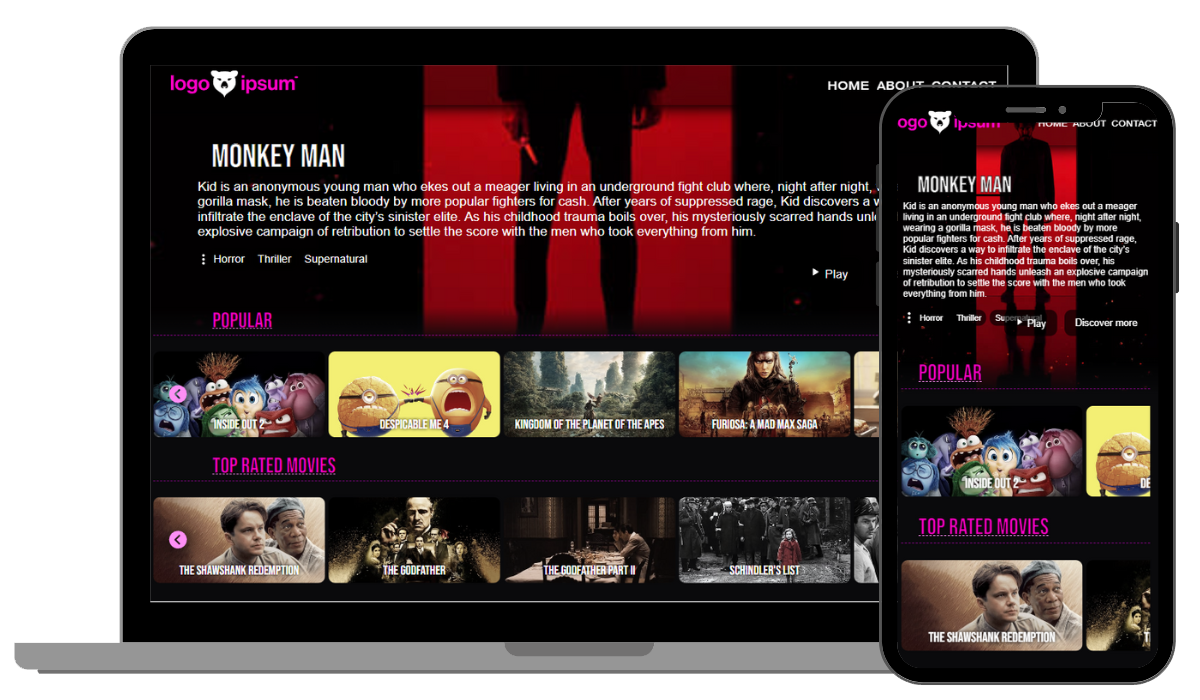 logo ipsum
HOME ABOUT CONTACT
MONKEY MAN
Kid is an anonymous young man who ekes out a meager living in an underground fight club where, night after night,
gorilla mask, he is beaten bloody by more popular fighters for cash. After years of suppressed rage, Kid discovers a
infiltrate the enclave of the city's sinister elite. As his childhood trauma boils over, his mysteriously scarred hands
explosive campaign of retribution to settle the score with the men who took everything from him.
Horror Thriller Supernatural
Play
POPULAR
INSIDE OUT 2 DESPICABLE ME 4 KINGDOM OF THE PLANET OF THE APES FURIOSA: A MAD MAX SAGA
TOP RATED MOVIES
THE SHAWSHANK REDEMPTION THE GODFATHER THE GODFATHER PART II SCHINDLER'S LIST
ogo ipsum HOME ABOUT CONTACT
MONKEY MAN
Kid is an anonymous young man who ekes out a meager
living in an underground fight club where, night after night,
wearing a gorilla mask, he is beaten bloody by more
popular fighters for cash. After years of suppressed rage,
Kid discovers a way to infiltrate the enclave of the city's
sinister elite. As his childhood trauma boils over, his
mysteriously scarred hands unleash an explosive campaign
of retribution to settle the score with the men who took
everything from him.
Horror Thriller Supernatural Play Discover more
POPULAR
INSIDE OUT 2 DE
TOP RATED MOVIES
THE SHAWSHANK REDEMPTION T